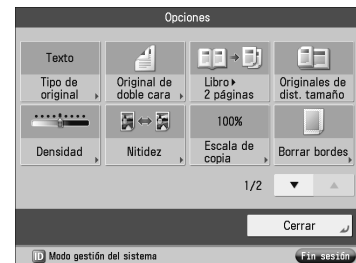 Opciones
Texto
Tipo de
original
Original de
doble cara
Libro▸
2 páginas
Originales de
dist. tamaño
Densidad
Nitidez
100%
Escala de
copia
Borrar bordes
1/2
Cerrar
ID Modo gestión del sistema
Fin sesión